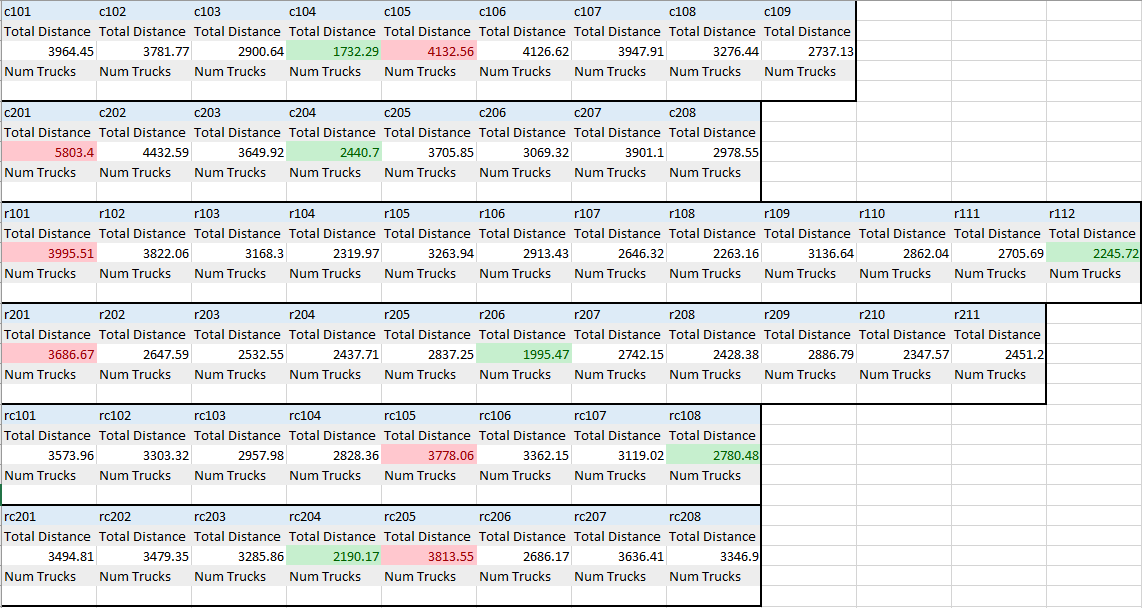 c101 c102 c103 c104 c105 c106 c107 c108 c109
Total Distance Total Distance Total Distance Total Distance Total Distance Total Distance Total Distance Total Distance Total Distance
3964.45 3781.77 2900.64 1732.29 4132.56 4126.62 3947.91 3276.44 2737.13
Num Trucks Num Trucks Num Trucks Num Trucks Num Trucks Num Trucks Num Trucks Num Trucks Num Trucks
c201 c202 c203 c204 c205 c206 c207 c208
Total Distance Total Distance Total Distance Total Distance Total Distance Total Distance Total Distance Total Distance
5803.4 4432.59 3649.92 2440.7 3705.85 3069.32 3901.1 2978.55
Num Trucks Num Trucks Num Trucks Num Trucks Num Trucks Num Trucks Num Trucks Num Trucks
r101 r102 r103 r104 r105 r106 r107 r108 r109 r110 r111 r112
Total Distance Total Distance Total Distance Total Distance Total Distance Total Distance Total Distance Total Distance Total Distance Total Distance Total Distance Total Distance
3995.51 3822.06 3168.3 2319.97 3263.94 2913.43 2646.32 2263.16 3136.64 2862.04 2705.69 2245.72
Num Trucks Num Trucks Num Trucks Num Trucks Num Trucks Num Trucks Num Trucks Num Trucks Num Trucks Num Trucks Num Trucks Num Trucks
r201 r202 r203 r204 r205 r206 r207 r208 r209 r210 r211
Total Distance Total Distance Total Distance Total Distance Total Distance Total Distance Total Distance Total Distance Total Distance Total Distance Total Distance
3686.67 2647.59 2532.55 2437.71 2837.25 1995.47 2742.15 2428.38 2886.79 2347.57 2451.2
Num Trucks Num Trucks Num Trucks Num Trucks Num Trucks Num Trucks Num Trucks Num Trucks Num Trucks Num Trucks Num Trucks
rc101 rc102 rc103 rc104 rc105 rc106 rc107 rc108
Total Distance Total Distance Total Distance Total Distance Total Distance Total Distance Total Distance Total Distance
3573.96 3303.32 2957.98 2828.36 3778.06 3362.15 3119.02 2780.48
Num Trucks Num Trucks Num Trucks Num Trucks Num Trucks Num Trucks Num Trucks Num Trucks
rc201 rc202 rc203 rc204 rc205 rc206 rc207 rc208
Total Distance Total Distance Total Distance Total Distance Total Distance Total Distance Total Distance Total Distance
3494.81 3479.35 3285.86 2190.17 3813.55 2686.17 3636.41 3346.9
Num Trucks Num Trucks Num Trucks Num Trucks Num Trucks Num Trucks Num Trucks Num Trucks